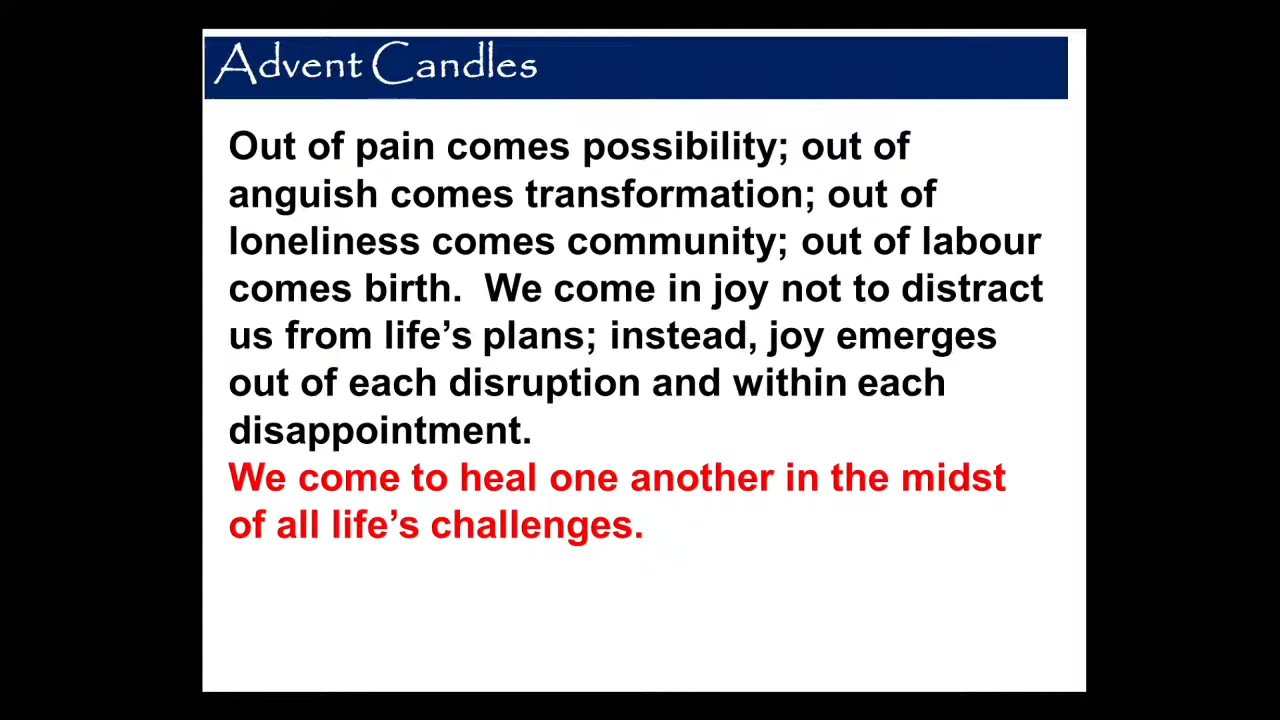 Advent Candles
Out of pain comes possibility; out of
anguish comes transformation; out of
loneliness comes community; out of labour
comes birth.  We come in joy not to distract
us from life’s plans; instead, joy emerges
out of each disruption and within each
disappointment.
We come to heal one another in the midst
of all life’s challenges.